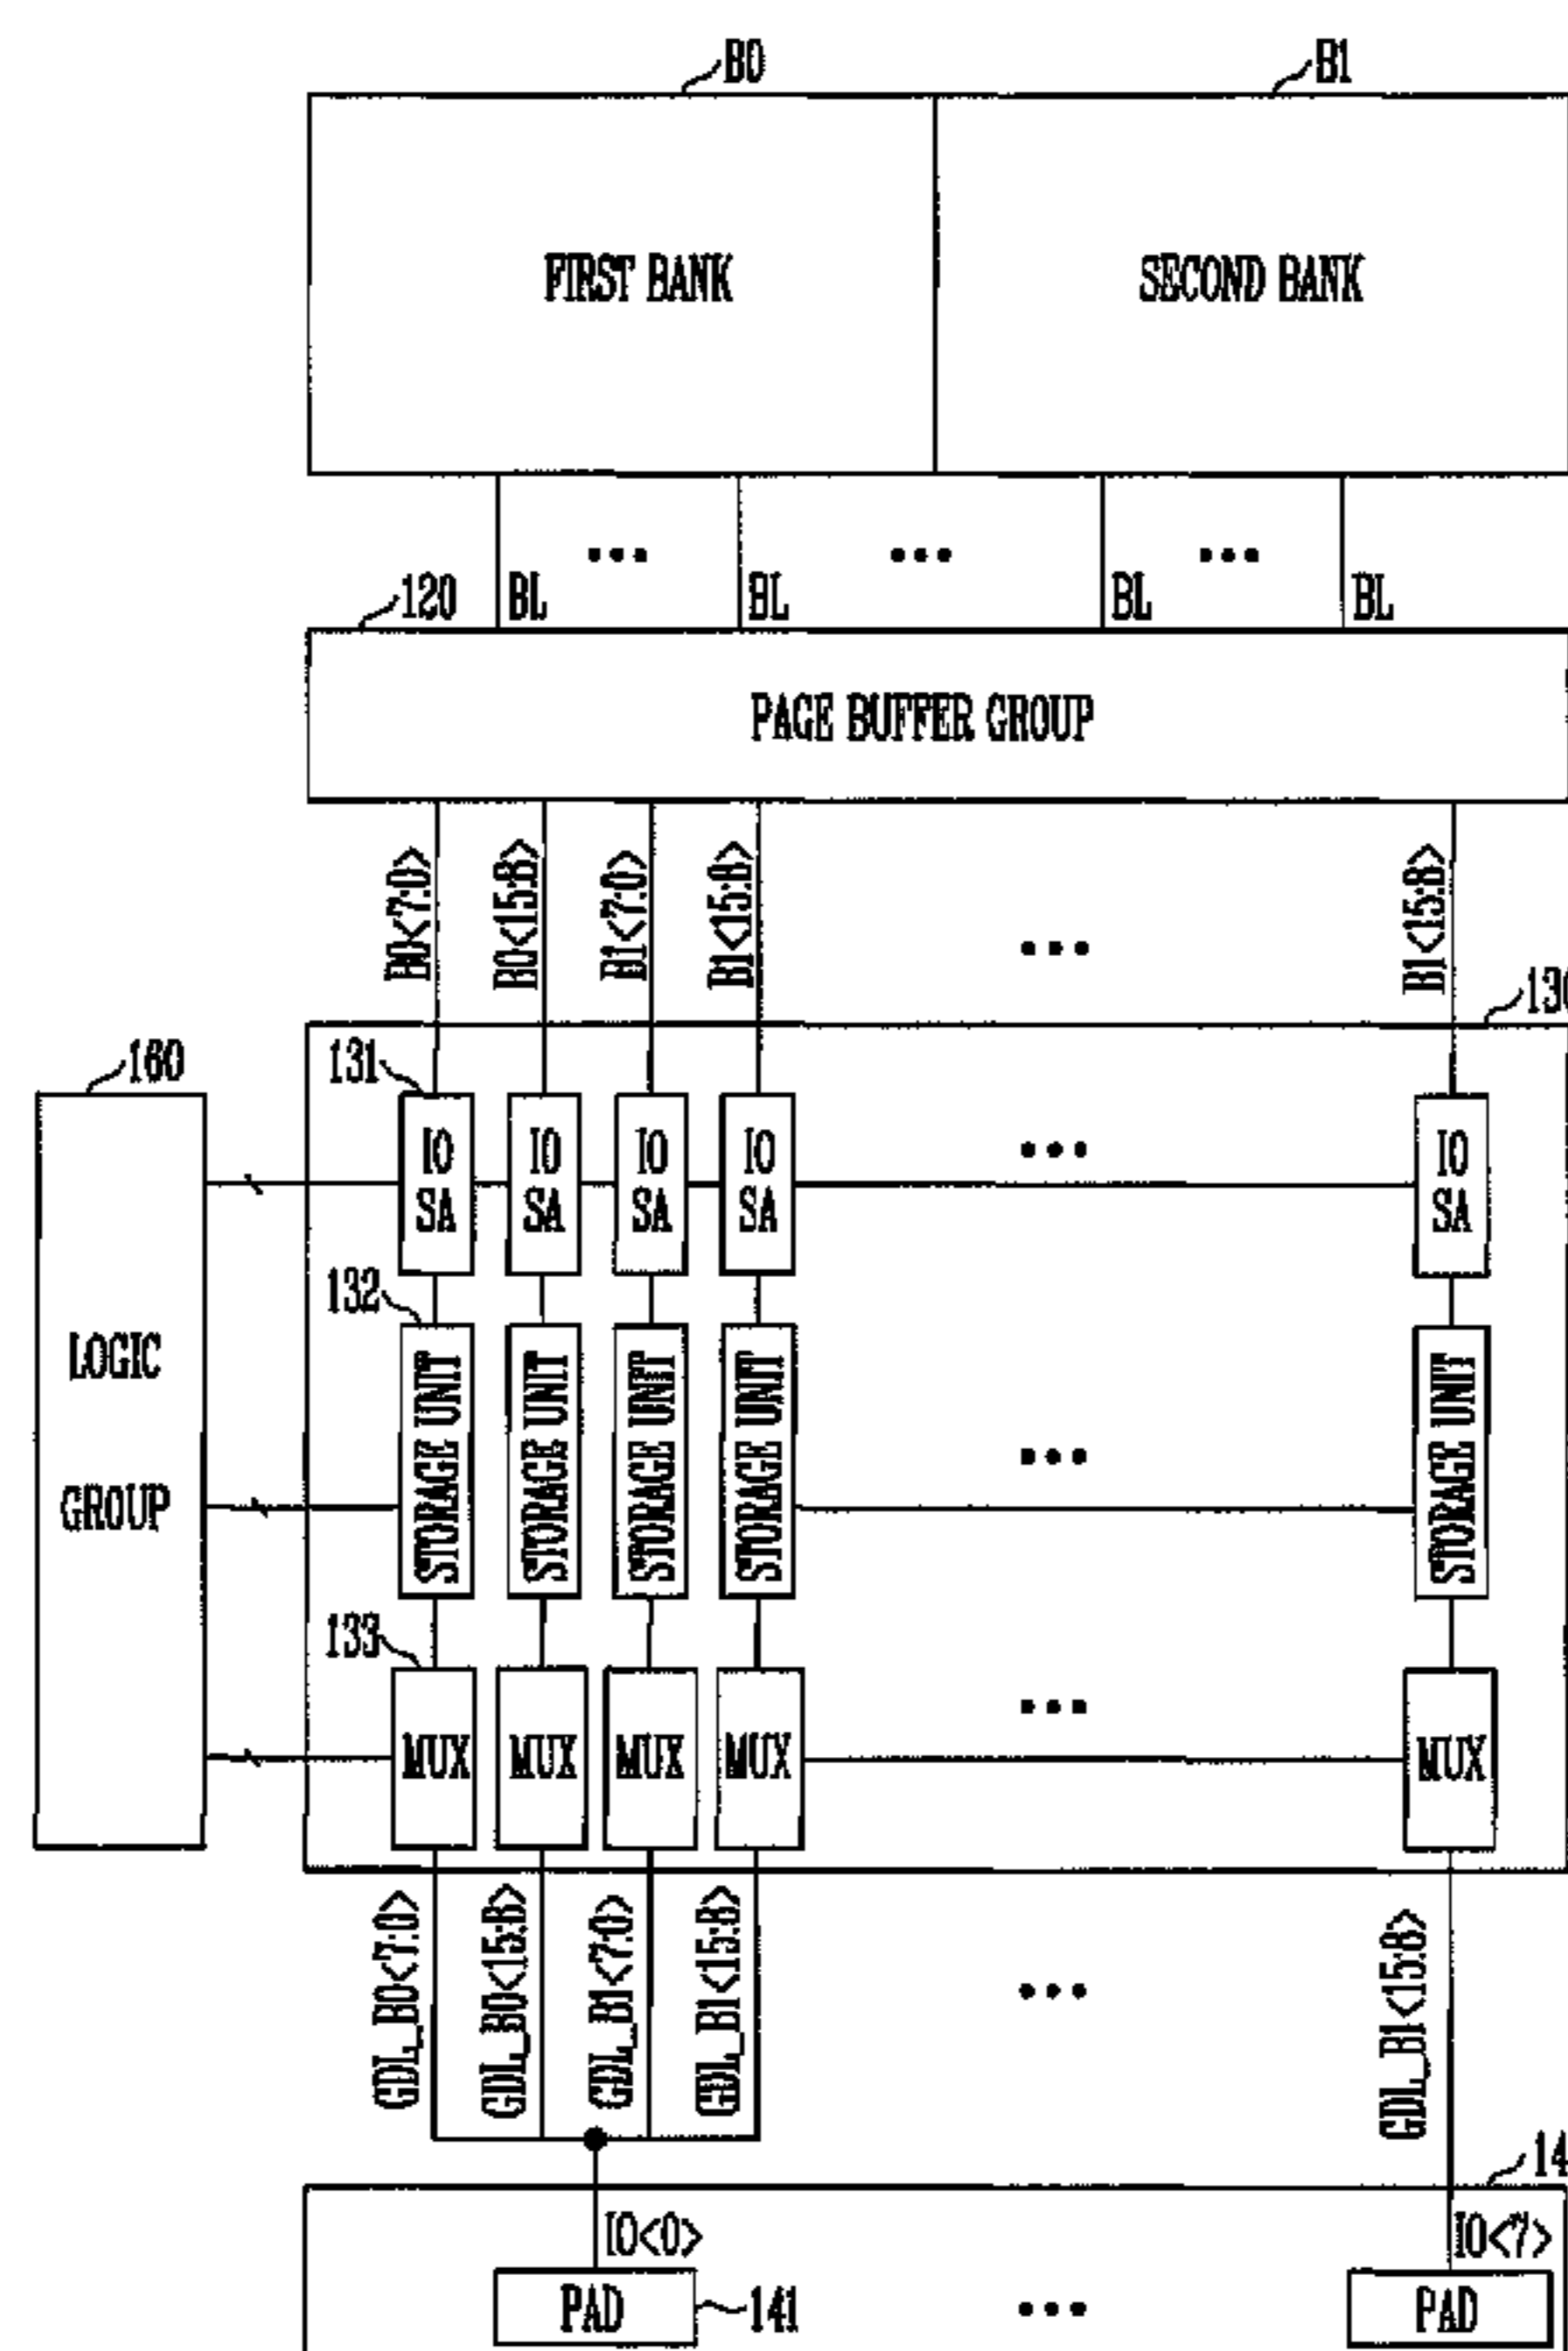 B0
B1
FIRST BANK
SECOND BANK
BL
BL
BL
BL
120
PAGE BUFFER GROUP
B0<7:0>
B0<15:8>
B1<7:0>
B1<15:8>
B1<15:8>
130
160
131
IO SA
IO SA
IO SA
IO SA
IO SA
132
LOGIC GROUP
STORAGE UNIT
STORAGE UNIT
STORAGE UNIT
STORAGE UNIT
STORAGE UNIT
133
MUX
MUX
MUX
MUX
MUX
GDL_B0<7:0>
GDL_B0<15:8>
GDL_B1<7:0>
GDL_B1<15:8>
GDL_B1<15:8>
IO<0>
IO<7>
PAD
141
PAD